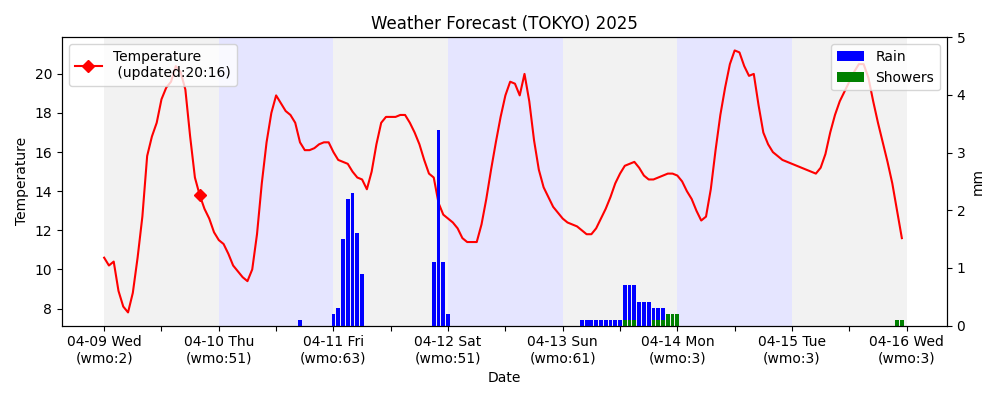 Weather Forecast (TOKYO) 2025
Temperature
(updated:20:16)
Rain
Showers
Temperature
20
18
16
14
12
10
8
5
4
3
2
1
0
mm
04-09 Wed
(wmo:2)
04-10 Thu
(wmo:51)
04-11 Fri
(wmo:63)
04-12 Sat
(wmo:51)
04-13 Sun
(wmo:61)
04-14 Mon
(wmo:3)
04-15 Tue
(wmo:3)
04-16 Wed
(wmo:3)
Date